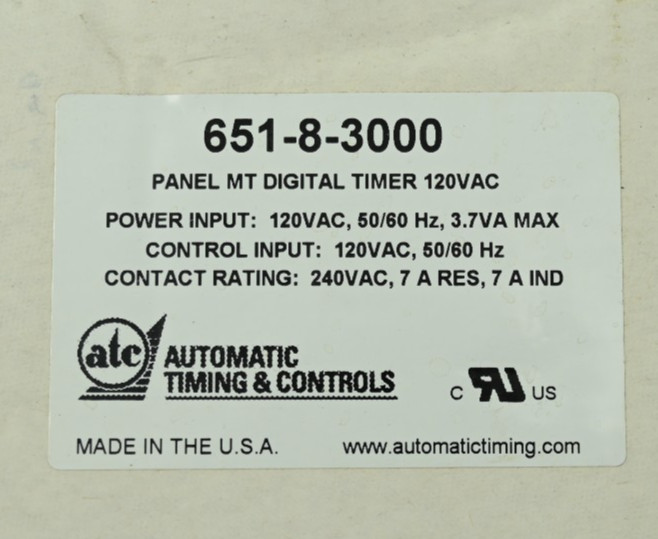 651-8-3000
PANEL MT DIGITAL TIMER 120VAC
POWER INPUT: 120VAC, 50/60 Hz, 3.7VA MAX
CONTROL INPUT: 120VAC, 50/60 Hz
CONTACT RATING: 240VAC, 7 A RES, 7 A IND
atc AUTOMATIC
TIMING & CONTROLS
C RU US
MADE IN THE U.S.A. www.automatictiming.com